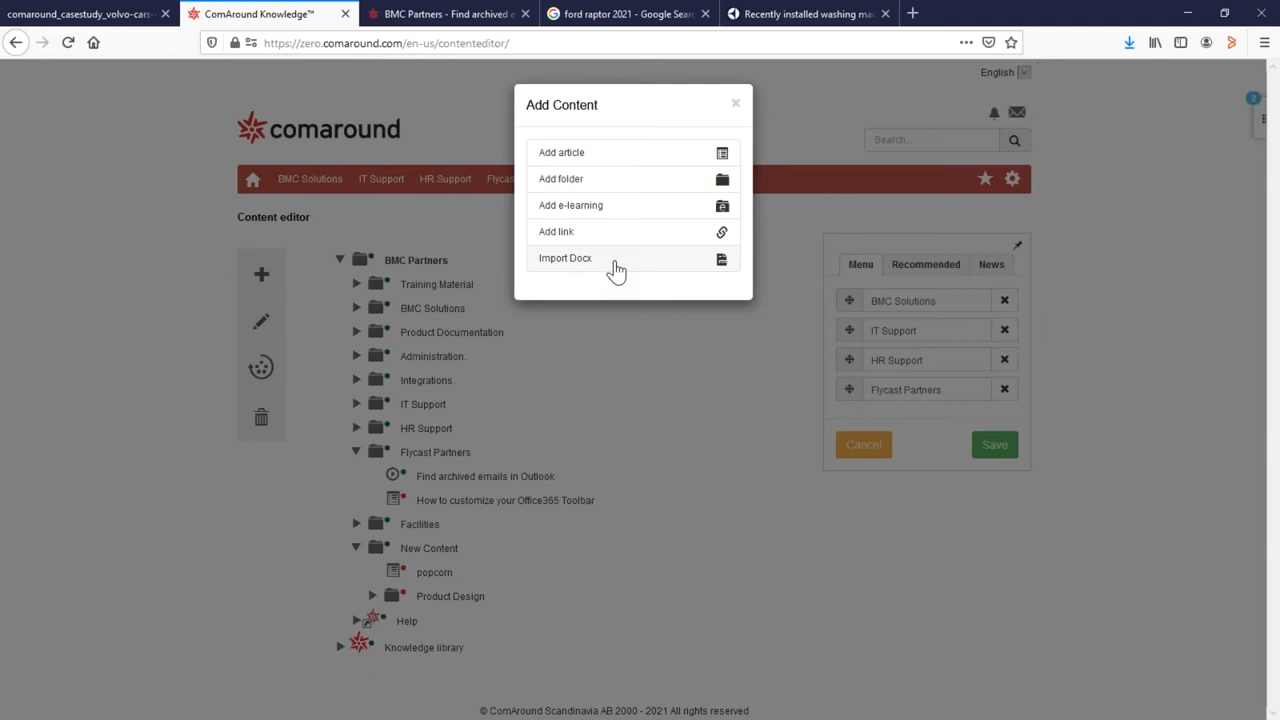 comaround_casestudy_volvo-cars-
ComAround Knowledge™
BMC Partners - Find archived e
ford raptor 2021 - Google Sear
Recently installed washing ma
https://zero.comaround.com/en-us/contenteditor/
English
comaround
Search...
2
BMC Solutions
IT Support
HR Support
Flycas
Content editor
Add Content
Add article
Add folder
Add e-learning
Add link
Import Docx
BMC Partners
Training Material
BMC Solutions
Product Documentation
Administration.
Integrations.
IT Support
HR Support
Flycast Partners
Find archived emails in Outlook
How to customize your Office365 Toolbar
Facilities
New Content
popcorn
Product Design
Help
Knowledge library
Menu
Recommended
News
BMC Solutions
IT Support
HR Support
Flycast Partners
Cancel
Save
© ComAround Scandinavia AB 2000 - 2021 All rights reserved